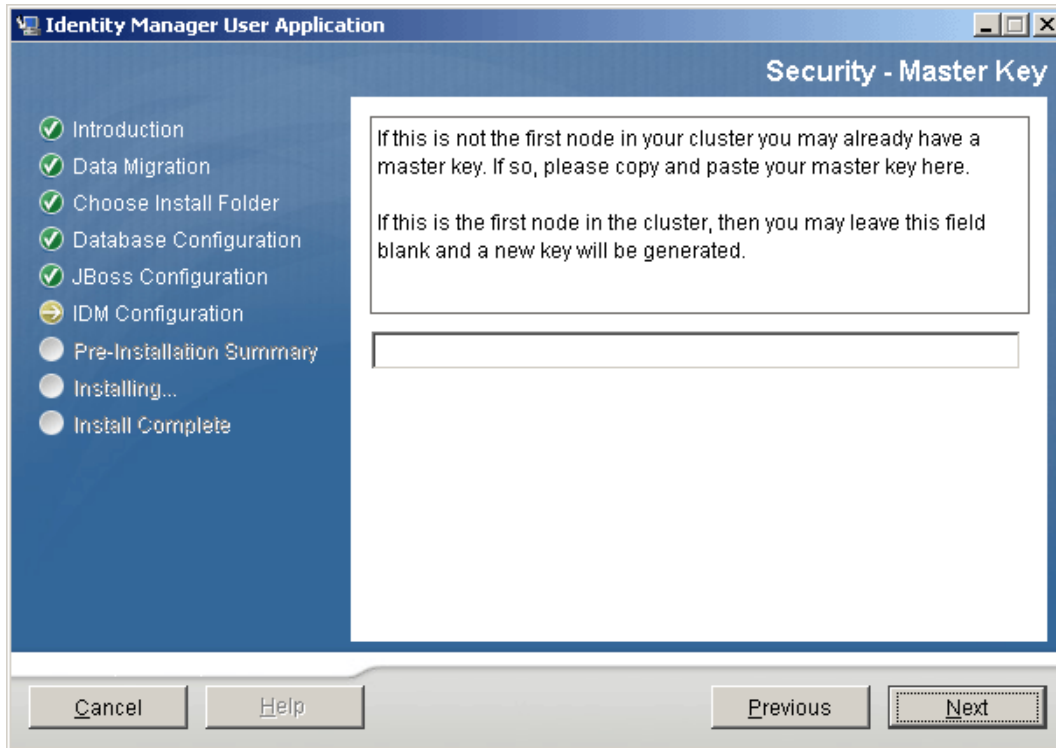 Identity Manager User Application
Security - Master Key
Introduction
Data Migration
Choose Install Folder
Database Configuration
JBoss Configuration
IDM Configuration
Pre-Installation Summary
Installing...
Install Complete
If this is not the first node in your cluster you may already have a
master key. If so, please copy and paste your master key here.
If this is the first node in the cluster, then you may leave this field
blank and a new key will be generated.
Cancel
Help
Previous
Next